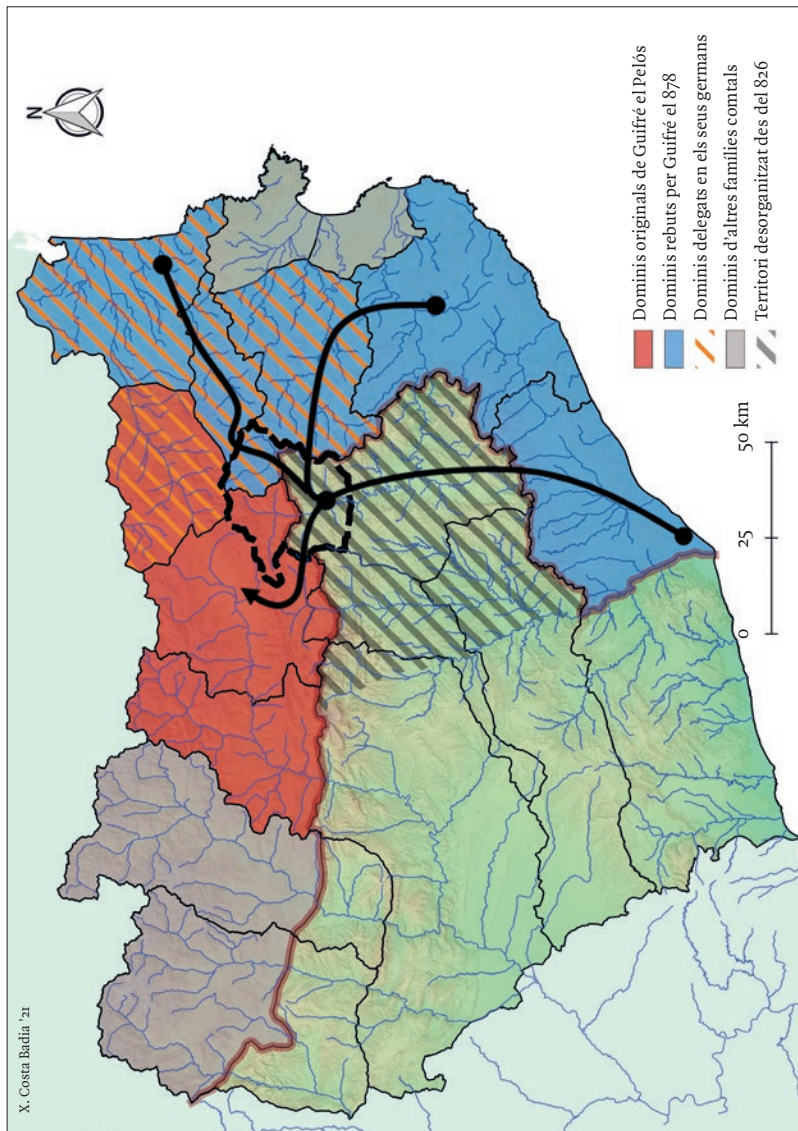 X. Costa Badia '21
N
Dominis originals de Guifré el Pelós
Dominis rebuts per Guifré el 878
Dominis delegats en els seus germans
Dominis d'altres famílies comtals
Territori desorganitzat des del 826
0 25 50 km